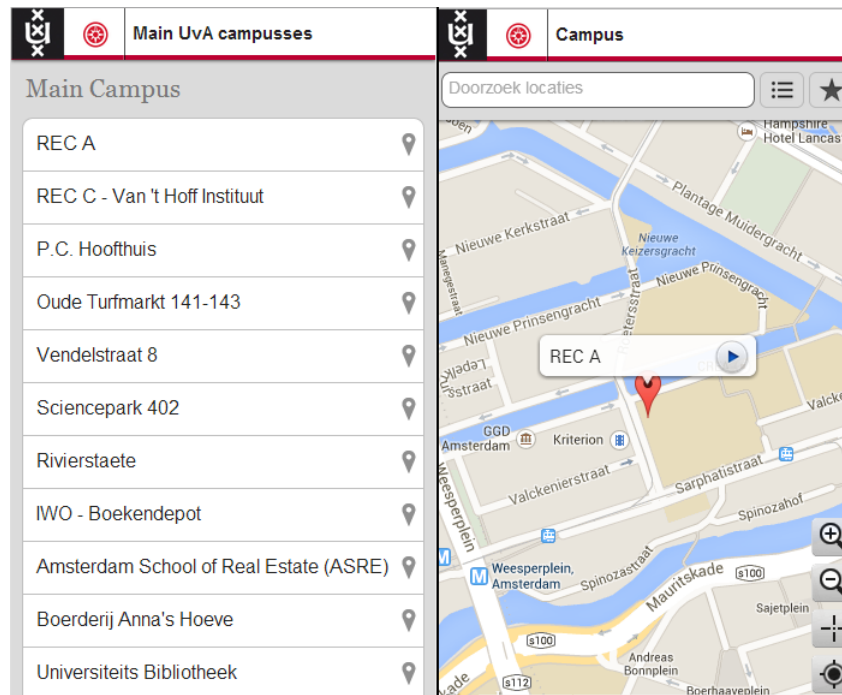 Main UvA campusses
Main Campus
REC A
REC C - Van 't Hoff Instituut
P.C. Hoofthuis
Oude Turfmarkt 141-143
Vendelstraat 8
Sciencepark 402
Rivierstaete
IWO - Boekendepot
Amsterdam School of Real Estate (ASRE)
Boerderij Anna's Hoeve
Universiteits Bibliotheek
Campus
Doorzoek locaties
Hampshire
Hotel Lancas
Plantage Muidergracht
Nieuwe Kerkstraat
Nieuwe
Keizersgracht
Manegestraat
Nieuwe Prinsengracht
Nieuwe Prinsengracht
Roetersstraat
REC A
GGD
Amsterdam
Kriterion
Valcke
Sarphatistraat
Valckenierstraat
Weesperplein
Spinozahof
M
M
Weesperplein,
Amsterdam
Spinozastraat
Mauritskade
s100
Sajetplein
s100
Andreas
Bonnplein
s112
Boerhaaveplein